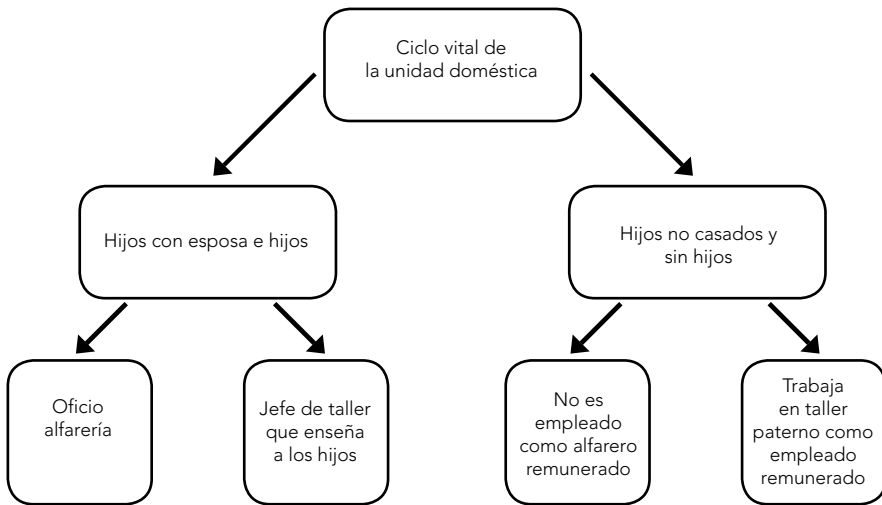 Ciclo vital de
la unidad doméstica
Hijos con esposa e hijos
Hijos no casados y
sin hijos
Oficio
alfarería
Jefe de taller
que enseña
a los hijos
No es
empleado
como alfarero
remunerado
Trabaja
en taller
paterno como
empleado
remunerado